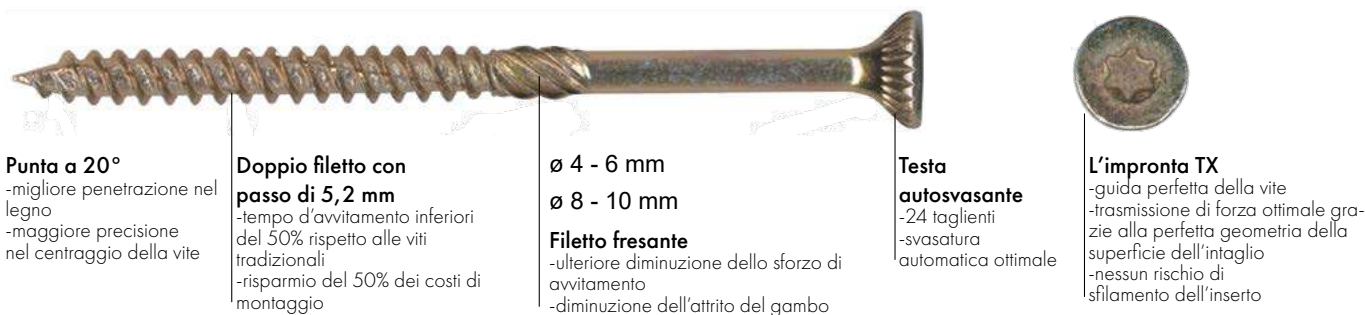 Punta a 20°
-migliore penetrazione nel
legno
-maggiore precisione
nel centraggio della vite
Doppio filetto con
passo di 5,2 mm
-tempo d'avvitamento inferiori
del 50% rispetto alle viti
tradizionali
-risparmio del 50% dei costi di
montaggio
ø 4 - 6 mm
ø 8 - 10 mm
Filetto fresante
-ulteriore diminuzione dello sforzo di
avvitamento
-diminuzione dell'attrito del gambo
Testa
autosvasante
-24 taglienti
-svasatura
automatica ottimale
L'impronta TX
-guida perfetta della vite
-trasmissione di forza ottimale gra-
zie alla perfetta geometria della
superficie dell'intaglio
-nessun rischio di
sfilamento dell'inserto